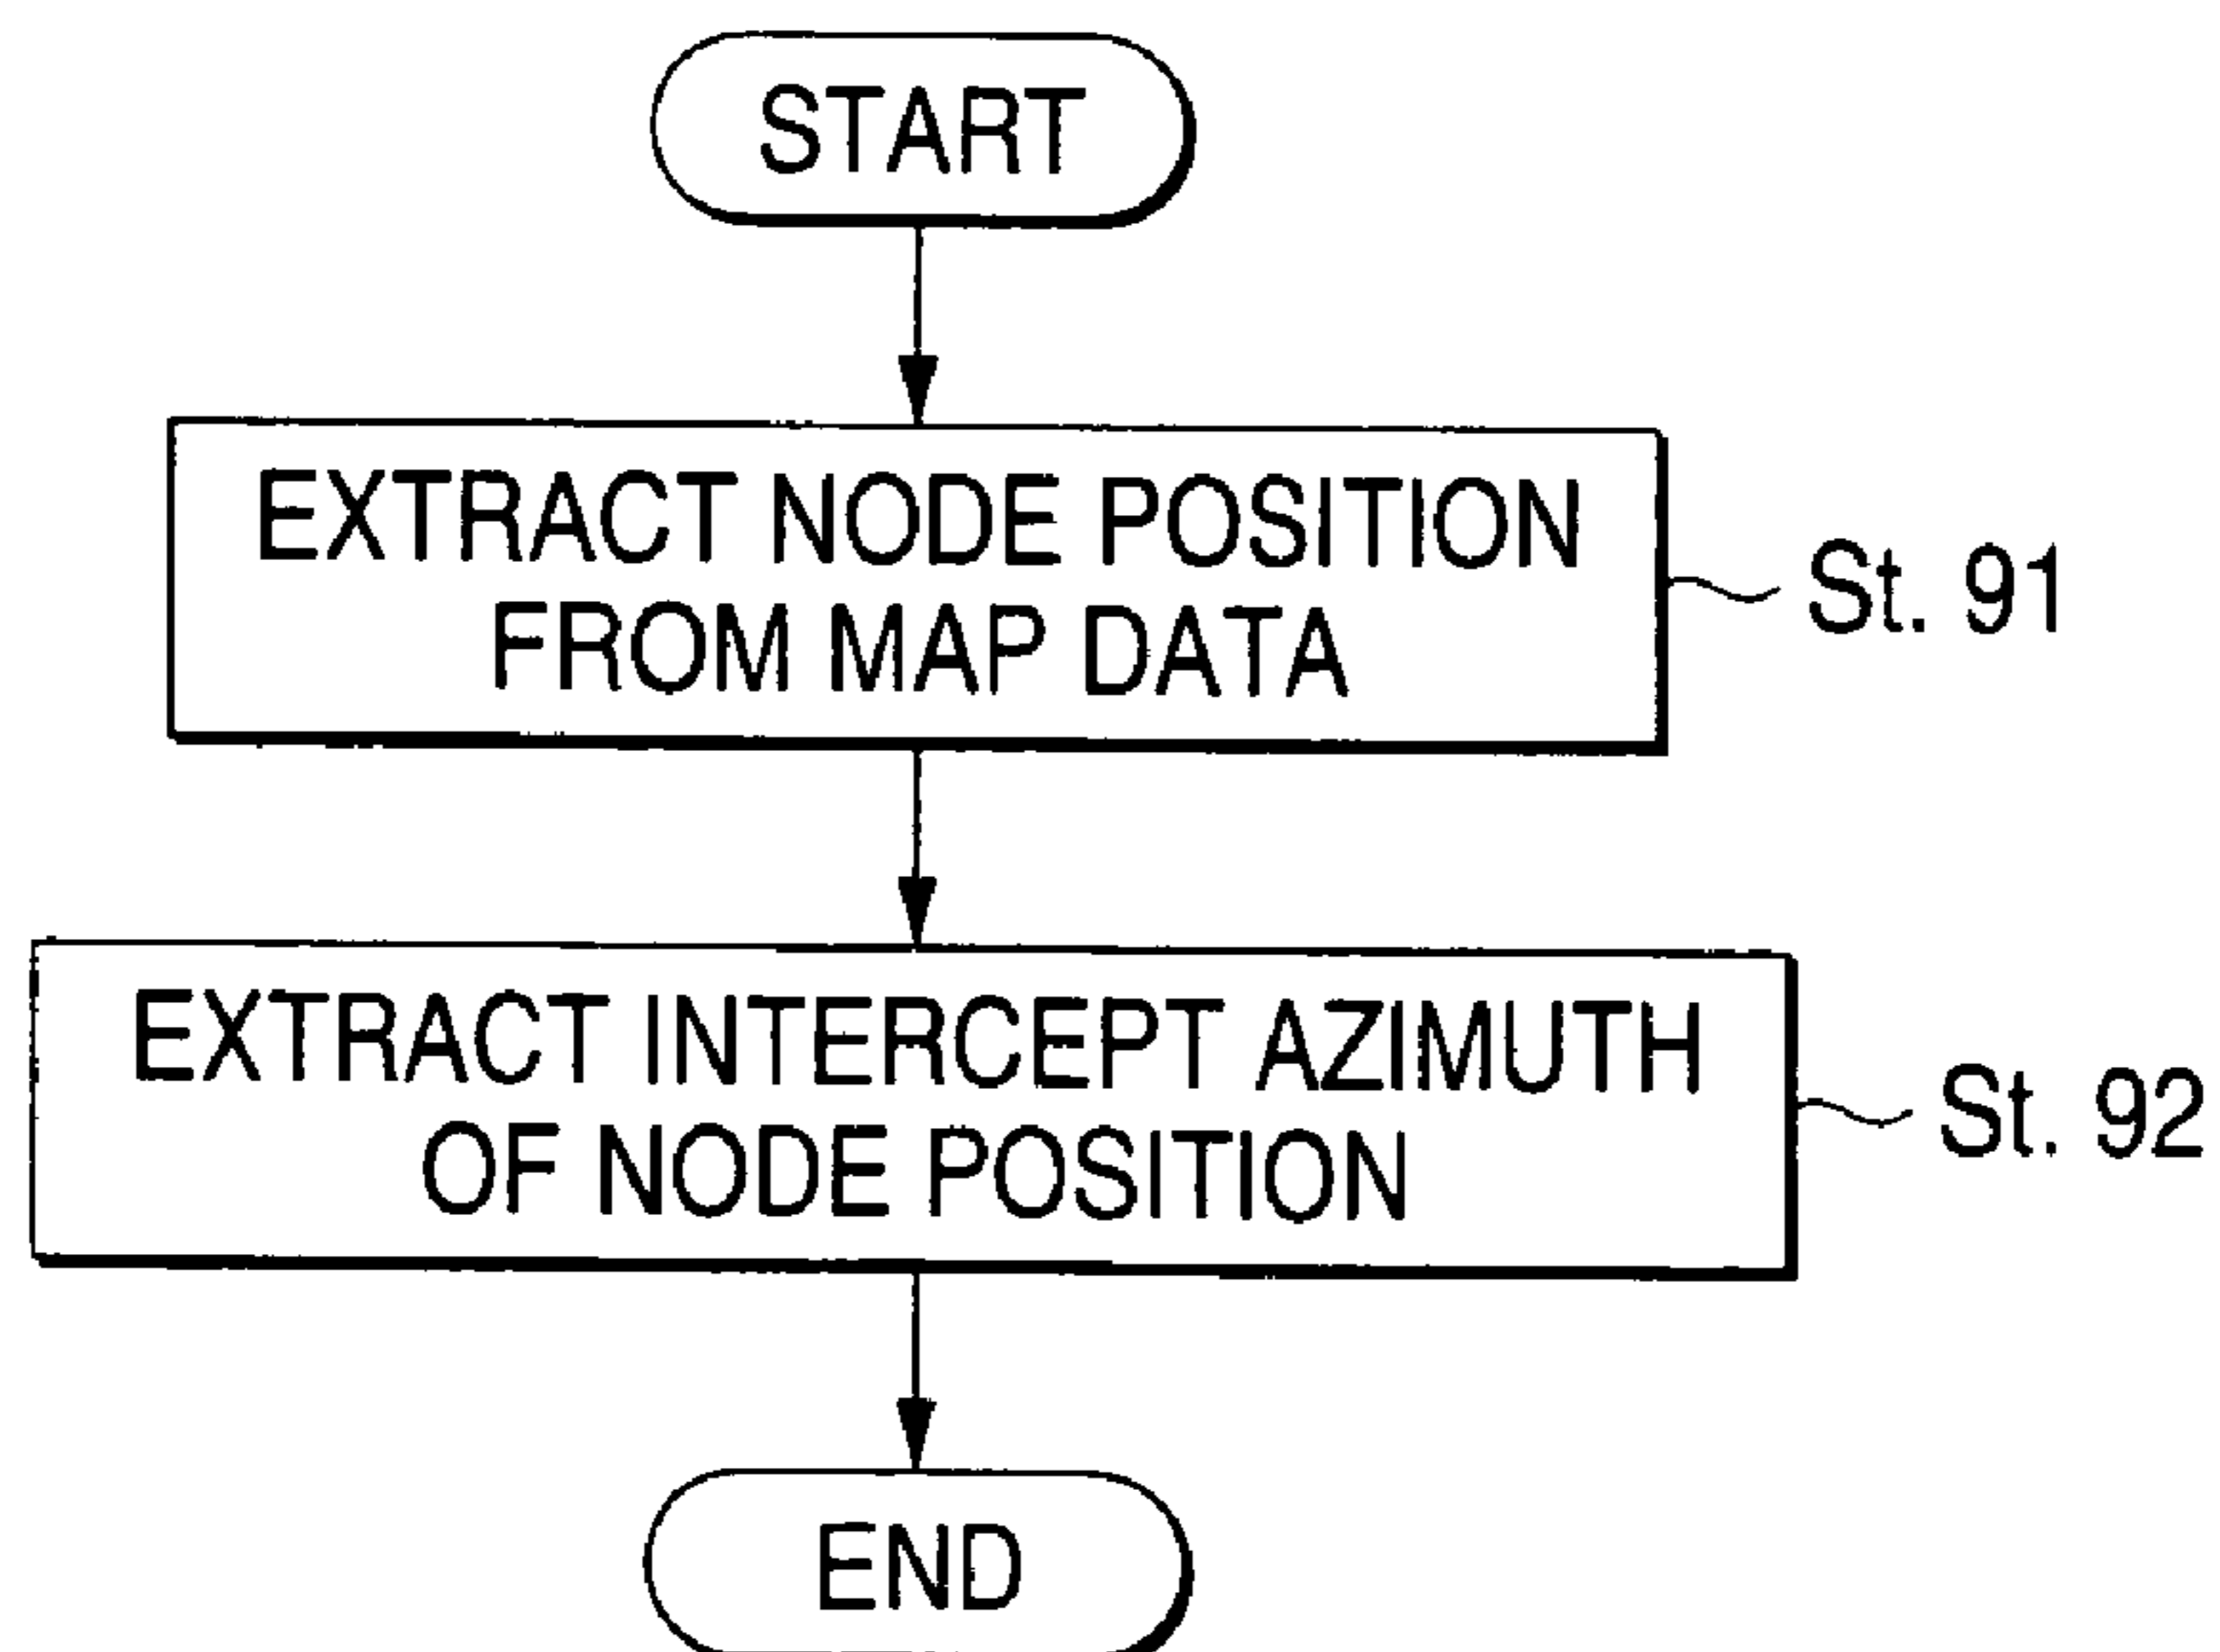 START
EXTRACT NODE POSITION
FROM MAP DATA
St. 91
EXTRACT INTERCEPT AZIMUTH
OF NODE POSITION
St. 92
END